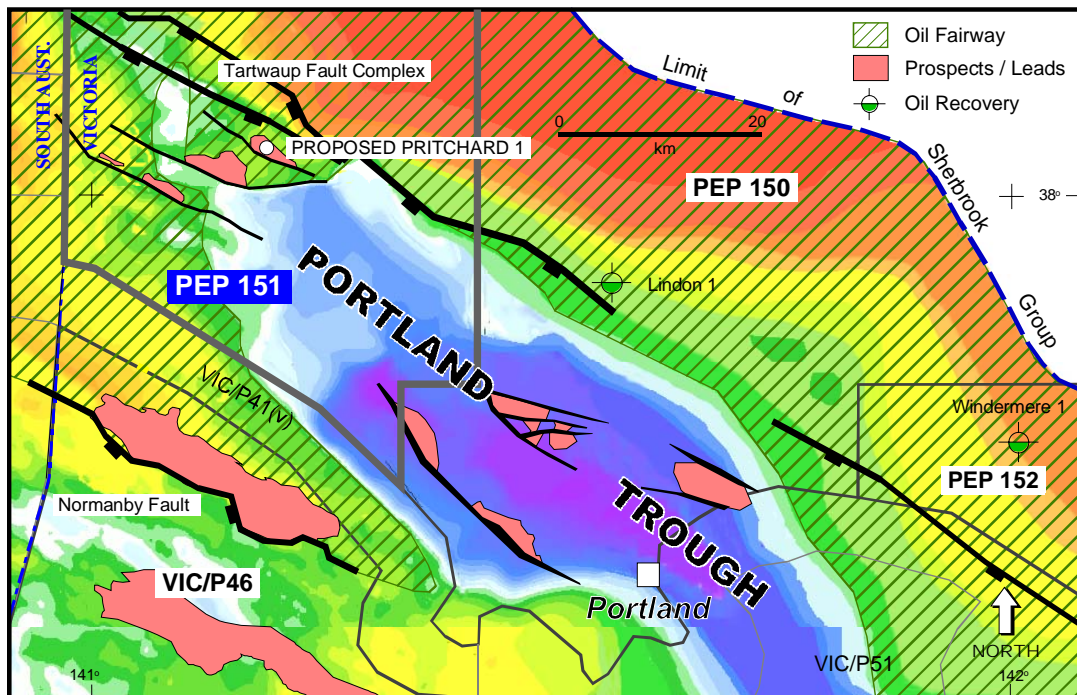 SOUTH AUST.
VICTORIA
Tartwaup Fault Complex
Limit of Sherbrook Group
Oil Fairway
Prospects / Leads
Oil Recovery
0 20
km
PROPOSED PRITCHARD 1
PEP 150
38°
PEP 151
PORTLAND TROUGH
Lindon 1
VIC/P41(v)
Windermere 1
PEP 152
Normanby Fault
VIC/P46
Portland
NORTH
VIC/P51
141°
142°